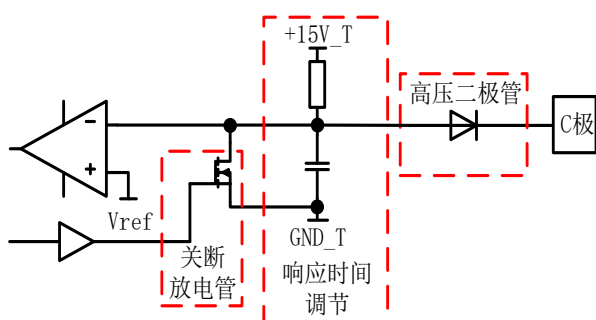 +15V_T
高压二极管
C极
-
+
Vref
关断
放电管
GND_T
响应时间
调节